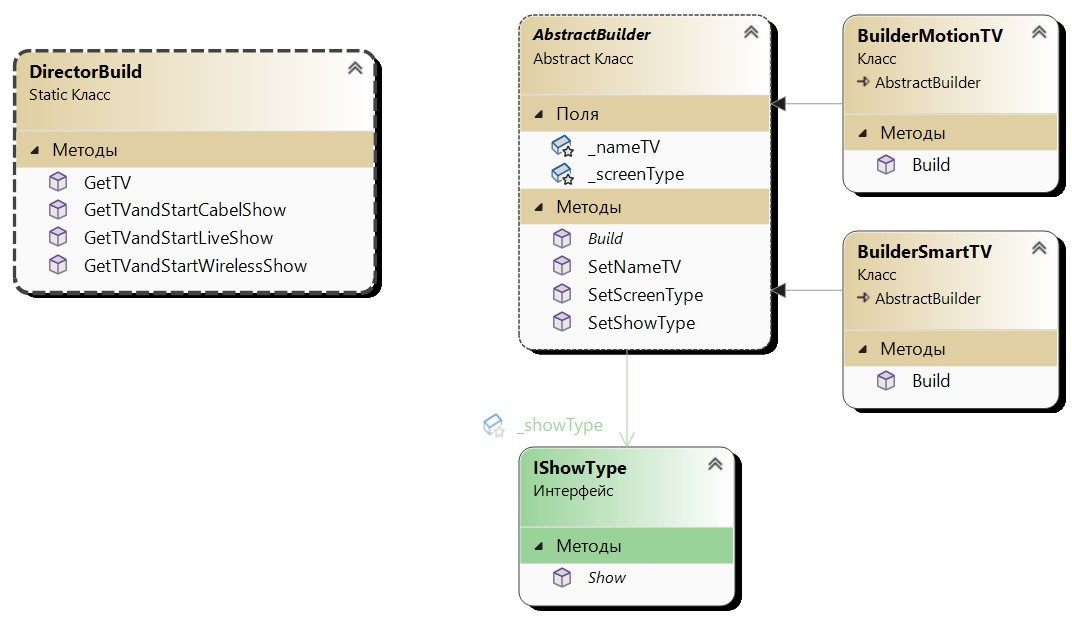 DirectorBuild
Static Класс
Методы
GetTV
GetTVandStartCabelShow
GetTVandStartLiveShow
GetTVandStartWirelessShow
AbstractBuilder
Abstract Класс
Поля
_nameTV
_screenType
Методы
Build
SetNameTV
SetScreenType
SetShowType
BuilderMotionTV
Класс
AbstractBuilder
Методы
Build
BuilderSmartTV
Класс
AbstractBuilder
Методы
Build
_showType
IShowType
Интерфейс
Методы
Show